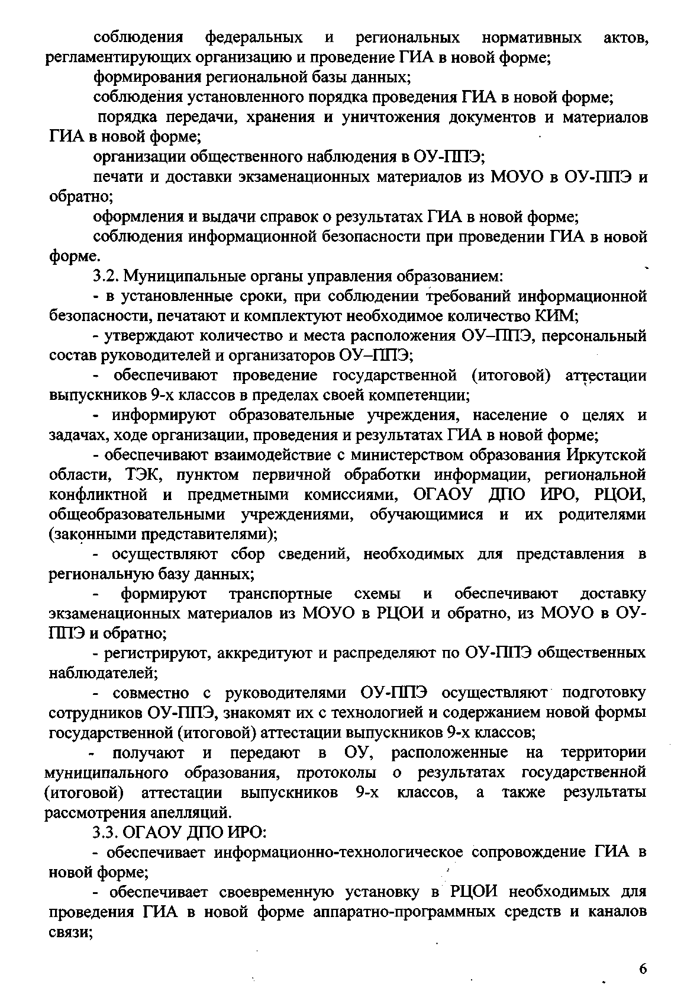 соблюдения федеральных и региональных нормативных актов,
регламентирующих организацию и проведение ГИА в новой форме;
формирования региональной базы данных;
соблюдения установленного порядка проведения ГИА в новой форме;
порядка передачи, хранения и уничтожения документов и материалов
ГИА в новой форме;
организации общественного наблюдения в ОУ-ППЭ;
печати и доставки экзаменационных материалов из МОУО в ОУ-ППЭ и
обратно;
оформления и выдачи справок о результатах ГИА в новой форме;
соблюдения информационной безопасности при проведении ГИА в новой
форме.
3.2. Муниципальные органы управления образованием:
- в установленные сроки, при соблюдении требований информационной
безопасности, печатают и комплектуют необходимое количество КИМ;
- утверждают количество и места расположения ОУ–ППЭ, персональный
состав руководителей и организаторов ОУ–ППЭ;
- обеспечивают проведение государственной (итоговой) аттестации
выпускников 9-х классов в пределах своей компетенции;
- информируют образовательные учреждения, население о целях и
задачах, ходе организации, проведения и результатах ГИА в новой форме;
- обеспечивают взаимодействие с министерством образования Иркутской
области, ТЭК, пунктом первичной обработки информации, региональной
конфликтной и предметными комиссиями, ОГАОУ ДПО ИРО, РЦОИ,
общеобразовательными учреждениями, обучающимися и их родителями
(законными представителями);
- осуществляют сбор сведений, необходимых для представления в
региональную базу данных;
- формируют транспортные схемы и обеспечивают доставку
экзаменационных материалов из МОУО в РЦОИ и обратно, из МОУО в ОУ-
ППЭ и обратно;
- регистрируют, аккредитуют и распределяют по ОУ-ППЭ общественных
наблюдателей;
- совместно с руководителями ОУ-ППЭ осуществляют подготовку
сотрудников ОУ-ППЭ, знакомят их с технологией и содержанием новой формы
государственной (итоговой) аттестации выпускников 9-х классов;
- получают и передают в ОУ, расположенные на территории
муниципального образования, протоколы о результатах государственной
(итоговой) аттестации выпускников 9-х классов, а также результаты
рассмотрения апелляций.
3.3. ОГАОУ ДПО ИРО:
- обеспечивает информационно-технологическое сопровождение ГИА в
новой форме;
- обеспечивает своевременную установку в РЦОИ необходимых для
проведения ГИА в новой форме аппаратно-программных средств и каналов
связи;
6